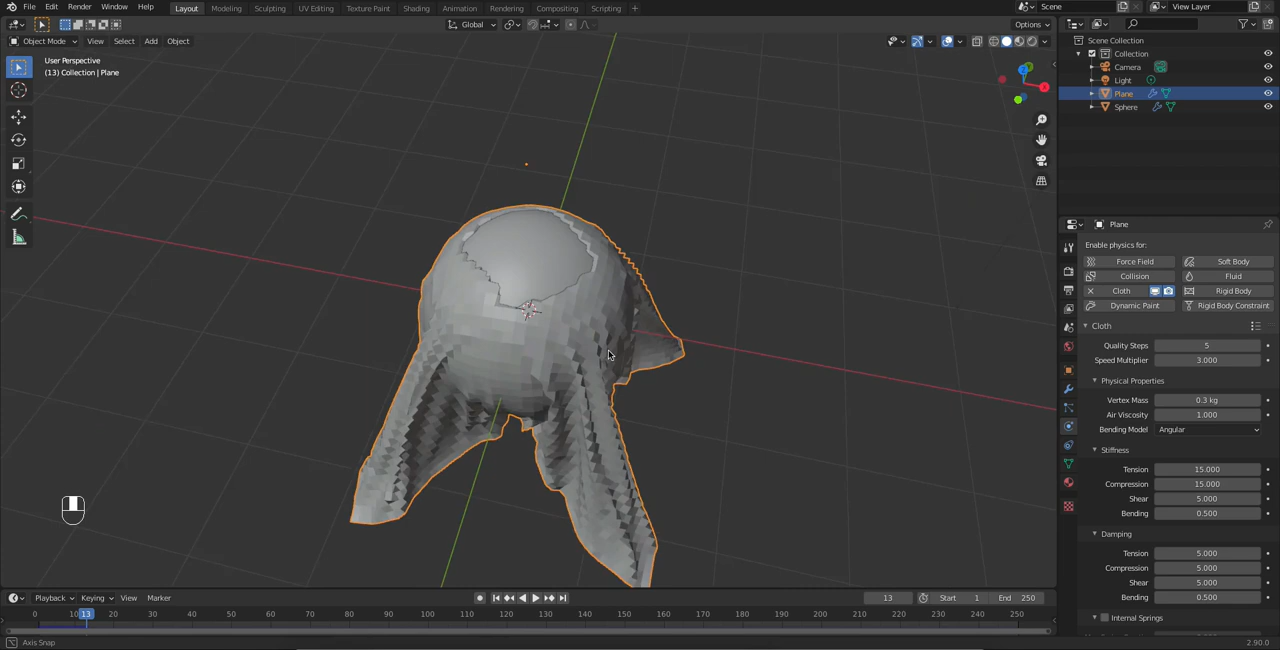 File Edit Render Window Help Layout Modeling Sculpting UV Editing Texture Paint Shading Animation Rendering Compositing Scripting + Scene View Layer
Global Options
Object Mode View Select Add Object
User Perspective
(13) Collection | Plane
Scene Collection
Collection
Camera
Light
Plane
Sphere
Plane
Enable physics for:
Force Field Soft Body
Collision Fluid
Cloth Rigid Body
Dynamic Paint Rigid Body Constraint
Cloth
Quality Steps 5
Speed Multiplier 3.000
Physical Properties
Vertex Mass 0.3 kg
Air Viscosity 1.000
Bending Model Angular
Stiffness
Tension 15.000
Compression 15.000
Shear 5.000
Bending 0.500
Damping
Tension 5.000
Compression 5.000
Shear 5.000
Bending 0.500
Internal Springs
Playback Keying View Marker 13 Start 1 End 250
0 10 13 20 30 40 50 60 70 80 90 100 110 120 130 140 150 160 170 180 190 200 210 220 230 240 250
Axis Snap 2.90.0